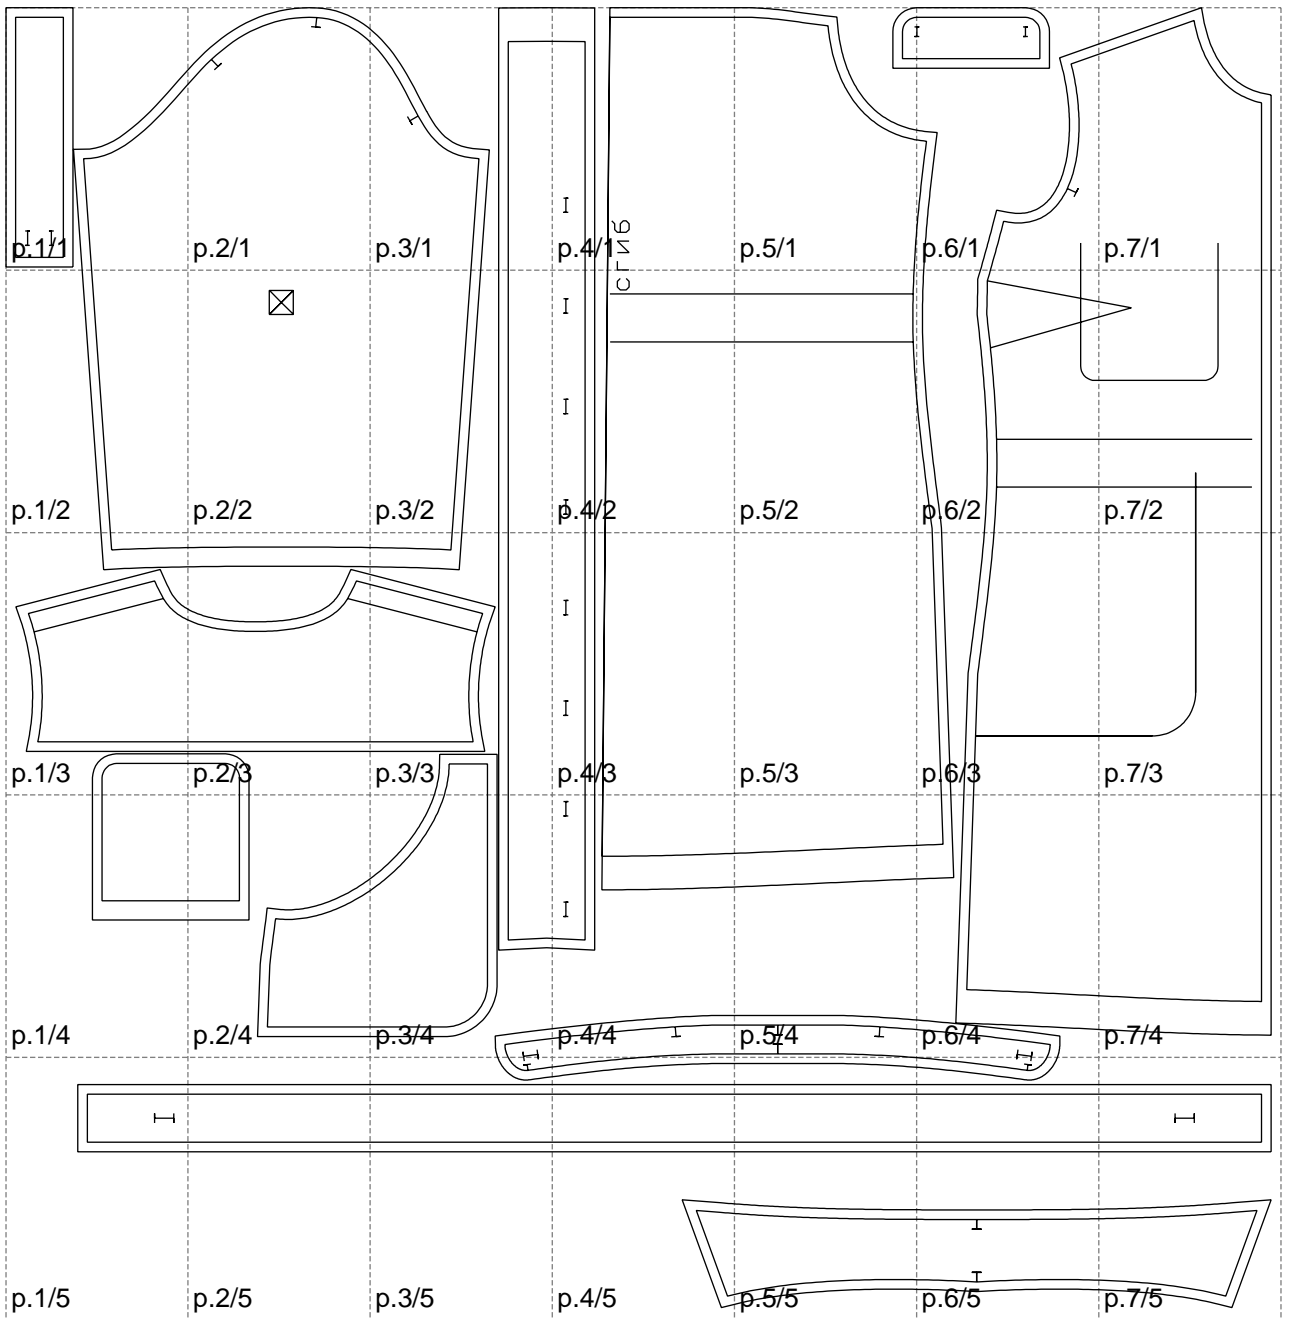 p.1/1 p.2/1 p.3/1 p.4/1 p.5/1 p.6/1 p.7/1
СГИБ
p.1/2 p.2/2 p.3/2 p.4/2 p.5/2 p.6/2 p.7/2
p.1/3 p.2/3 p.3/3 p.4/3 p.5/3 p.6/3 p.7/3
p.1/4 p.2/4 p.3/4 p.4/4 p.5/4 p.6/4 p.7/4
p.1/5 p.2/5 p.3/5 p.4/5 p.5/5 p.6/5 p.7/5